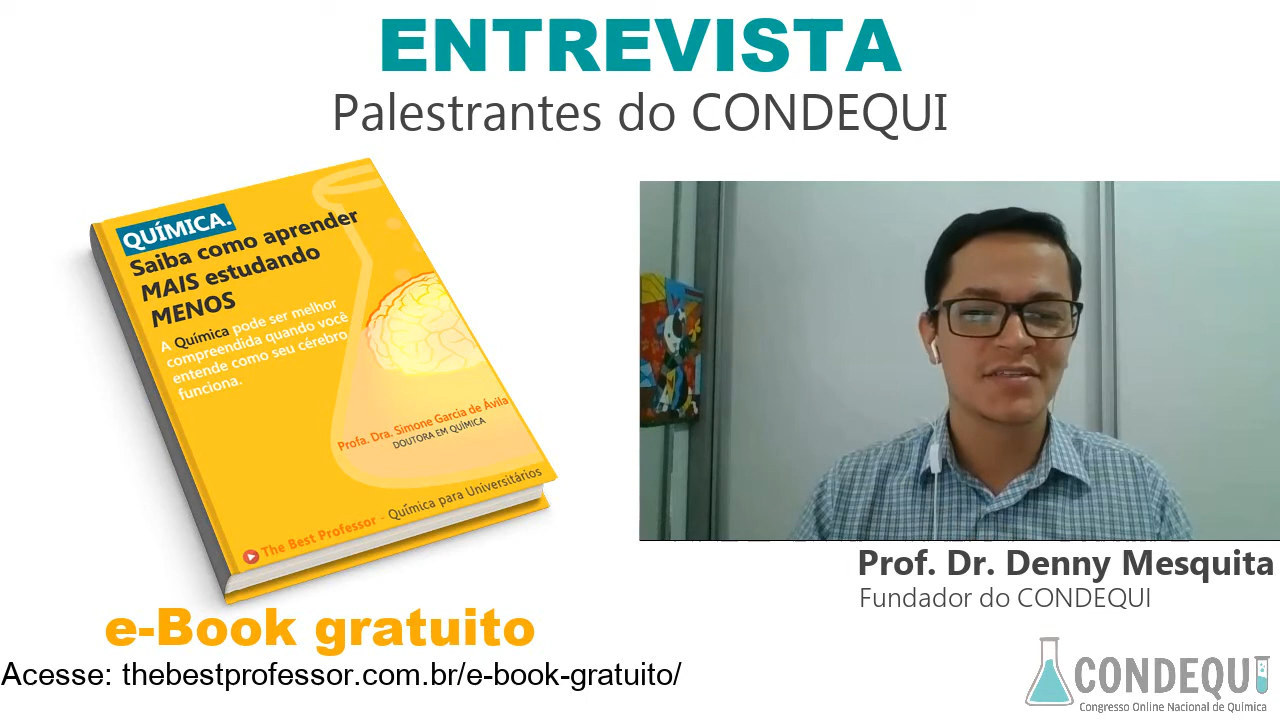 ENTREVISTA
Palestrantes do CONDEQUI
QUÍMICA.
Saiba como aprender
MAIS estudando
MENOS
A Química pode ser melhor
compreendida quando você
entende como seu cérebro
funciona.
Profa. Dra. Simone Garcia de Ávila
DOUTORA EM QUÍMICA
The Best Professor - Química para Universitários
e-Book gratuito
Acesse: thebestprofessor.com.br/e-book-gratuito/
Prof. Dr. Denny Mesquita
Fundador do CONDEQUI
CONDEQUI
Congresso Online Nacional de Química